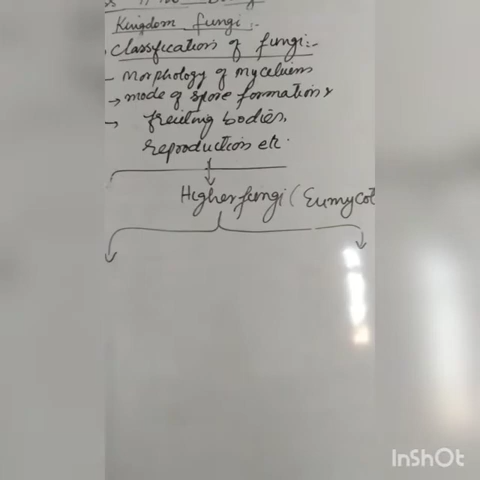 Kingdom fungi :-
Classification of fungi:-
- Morphology of mycelium
→ mode of spore formation &
→ fruiting bodies,
reproduction etc.
Higher fungi (Eumycot
InShOt